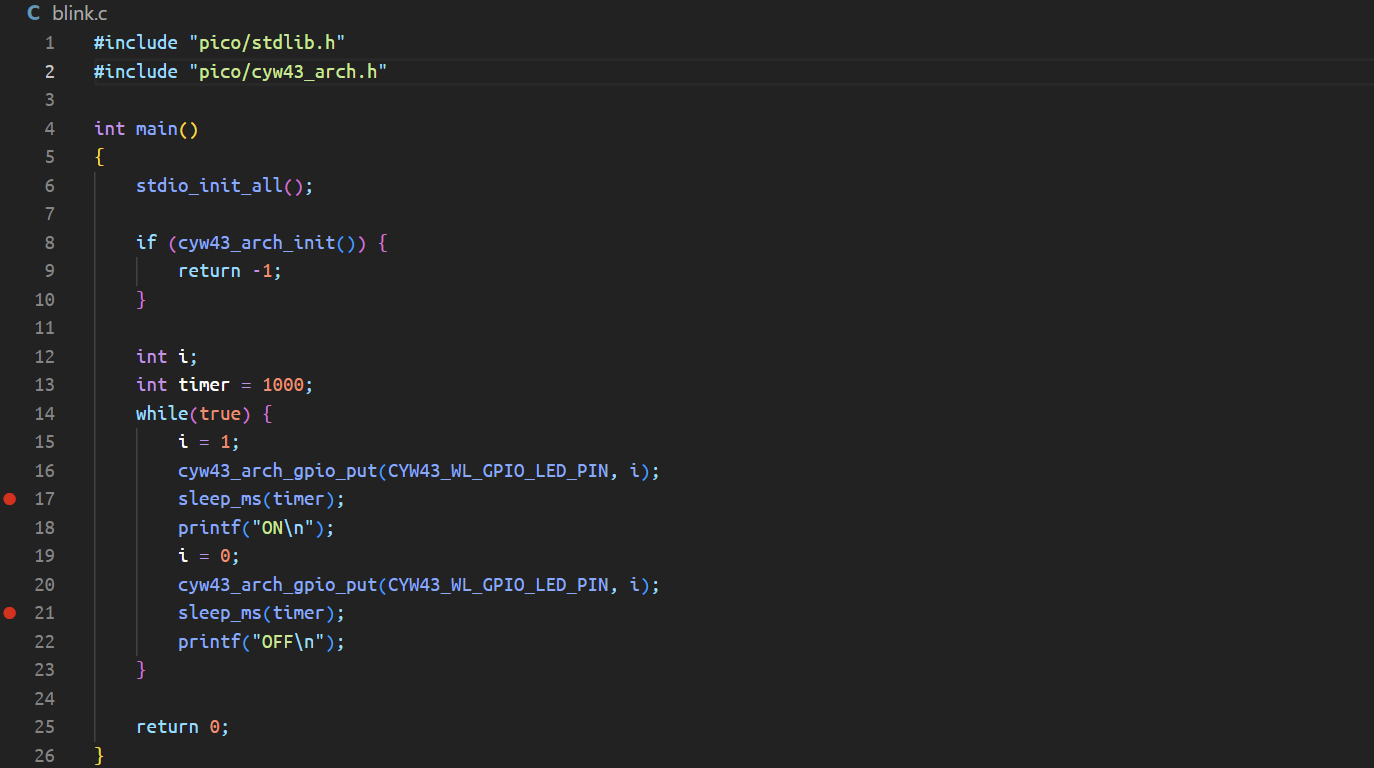 C blink.c
1 #include "pico/stdlib.h"
2 #include "pico/cyw43_arch.h"
3
4 int main()
5 {
6     stdio_init_all();
7
8     if (cyw43_arch_init()) {
9         return -1;
10     }
11
12     int i;
13     int timer = 1000;
14     while(true) {
15         i = 1;
16         cyw43_arch_gpio_put(CYW43_WL_GPIO_LED_PIN, i);
17         sleep_ms(timer);
18         printf("ON\n");
19         i = 0;
20         cyw43_arch_gpio_put(CYW43_WL_GPIO_LED_PIN, i);
21         sleep_ms(timer);
22         printf("OFF\n");
23     }
24
25     return 0;
26 }